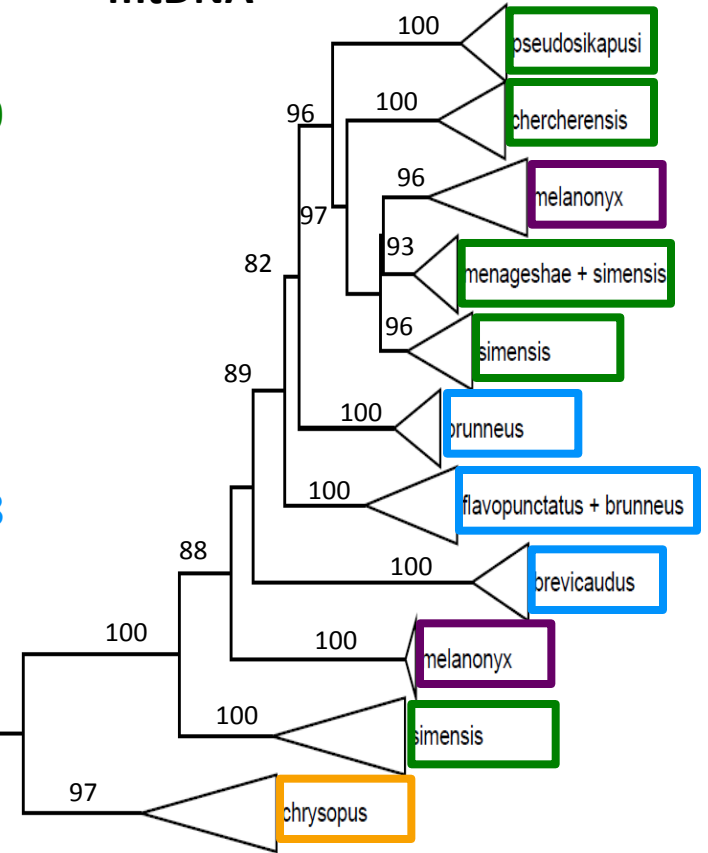 mtDNA
100
pseudosikapusi
96
100
chercherensis
96
melanonyx
97
93
menageshae + simensis
82
96
simensis
89
100
brunneus
100
flavopunctatus + brunneus
88
100
brevicaudus
100
100
melanonyx
100
simensis
97
chrysopus